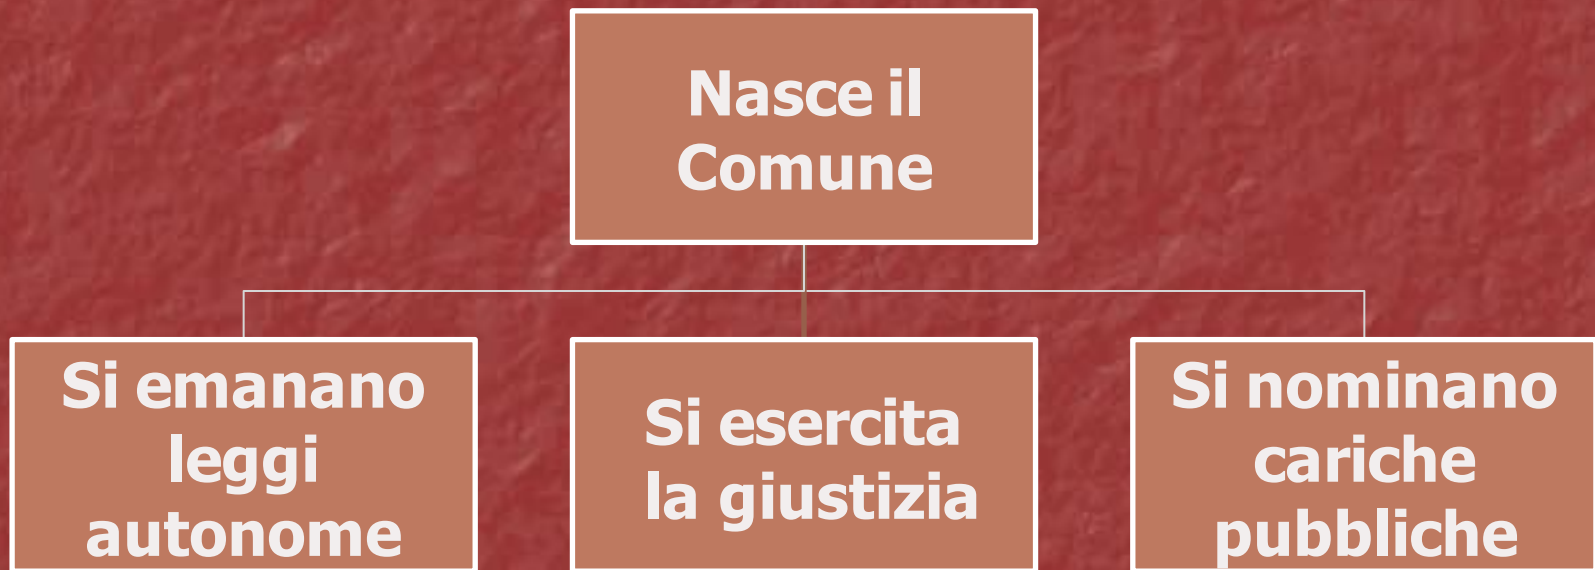 Nasce il
Comune
Si emanano
leggi
autonome
Si esercita
la giustizia
Si nominano
cariche
pubbliche